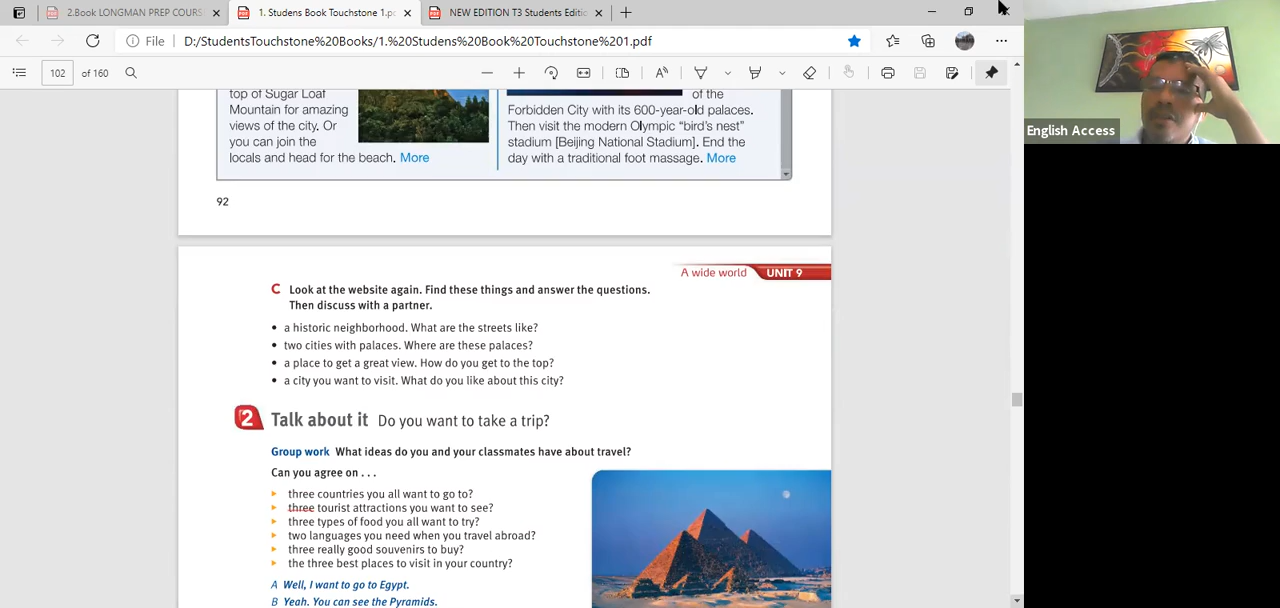 2.Book LONGMAN PREP COURS
1. Studens Book Touchstone 1.p
NEW EDITION T3 Students Editi
File D:/StudentsTouchstone%20Books/1.%20Studens%20Book%20Touchstone%201.pdf
102 of 160
top of Sugar Loaf
Mountain for amazing
views of the city. Or
you can join the
locals and head for the beach. More
of the
Forbidden City with its 600-year-old palaces.
Then visit the modern Olympic “bird’s nest”
stadium [Beijing National Stadium]. End the
day with a traditional foot massage. More
92
A wide world UNIT 9
C Look at the website again. Find these things and answer the questions.
Then discuss with a partner.
• a historic neighborhood. What are the streets like?
• two cities with palaces. Where are these palaces?
• a place to get a great view. How do you get to the top?
• a city you want to visit. What do you like about this city?
2 Talk about it Do you want to take a trip?
Group work What ideas do you and your classmates have about travel?
Can you agree on . . .
three countries you all want to go to?
three tourist attractions you want to see?
three types of food you all want to try?
two languages you need when you travel abroad?
three really good souvenirs to buy?
the three best places to visit in your country?
A Well, I want to go to Egypt.
B Yeah. You can see the Pyramids.
English Access